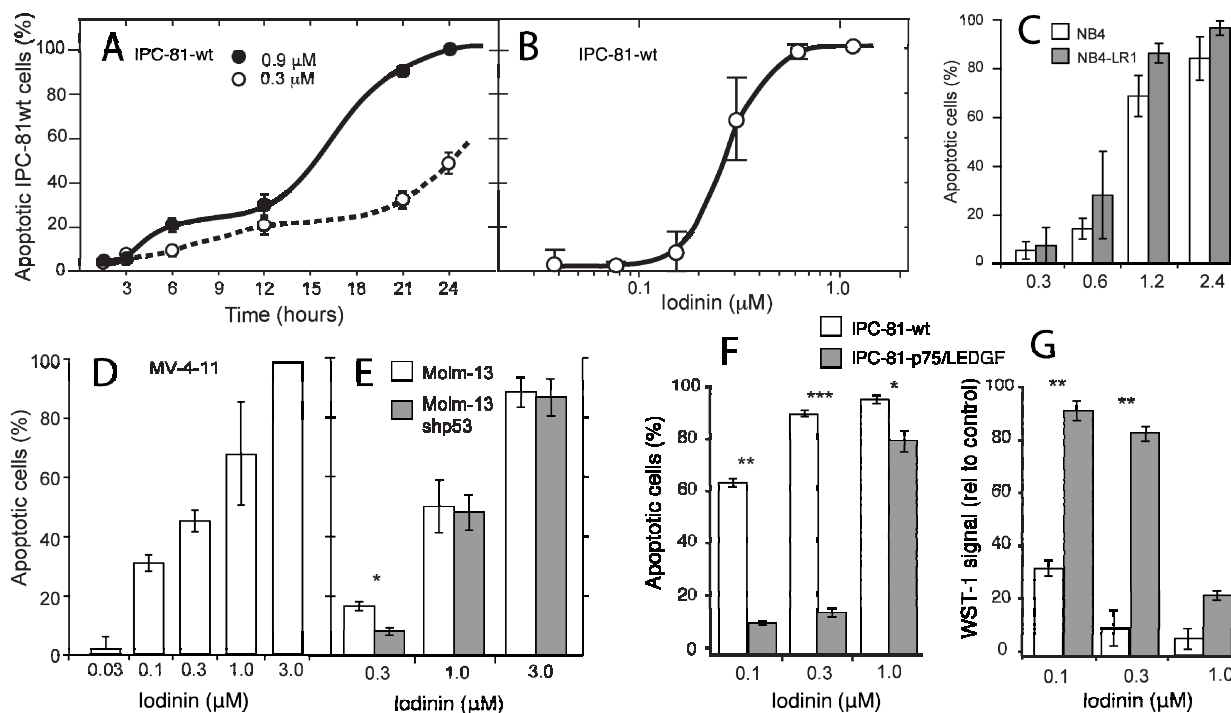 Apoptotic IPC-81wt cells (%)
100
80
60
40
20
0
A
IPC-81-wt
0.9 µM
0.3 µM
3 6 9 12 12 18 21 24
Time (hours)
B
IPC-81-wt
0.1 1.0
Iodinin (µM)
C
NB4
NB4-LR1
Apoptotic cells (%)
100
80
60
40
20
0
0.3 0.6 1.2 2.4
D
MV-4-11
Apoptotic cells (%)
100
80
60
40
20
0
0.03 0.1 0.3 1.0 3.0
Iodinin (µM)
E
Molm-13
Molm-13
shp53
*
0.3 1.0 3.0
Iodinin (µM)
IPC-81-wt
IPC-81-p75/LEDGF
F
Apoptotic cells (%)
100
80
60
40
20
0
**
***
*
0.1 0.3 1.0
Iodinin (µM)
G
WST-1 signal (rel to control)
100
80
60
40
20
0
**
**
0.1 0.3 1.0
Iodinin (µM)